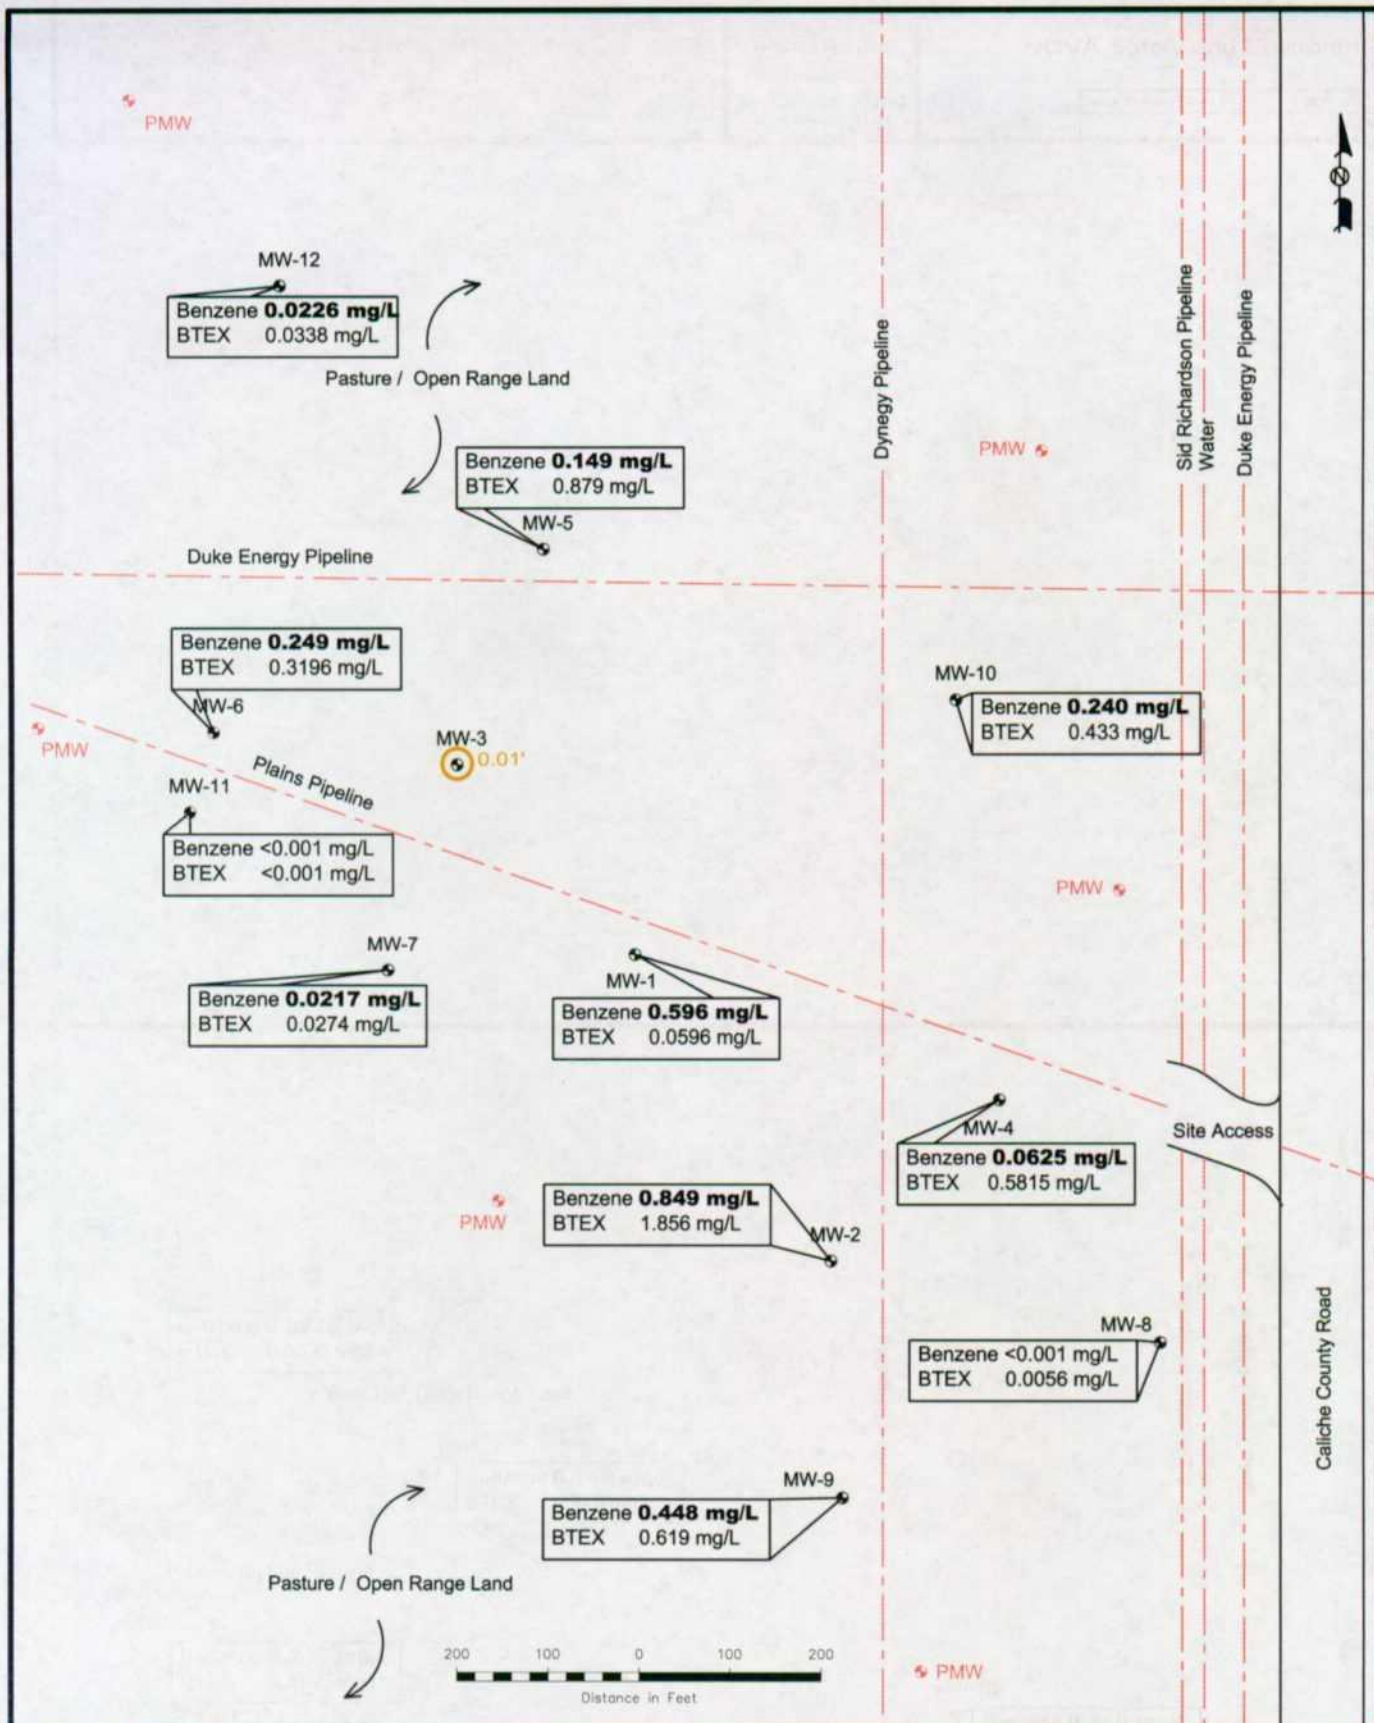 PMW
MW-12
Benzene 0.0226 mg/L
BTEX 0.0338 mg/L
Pasture / Open Range Land
Benzene 0.149 mg/L
BTEX 0.879 mg/L
MW-5
Dynegy Pipeline
PMW
Sid Richardson Pipeline
Water
Duke Energy Pipeline
Duke Energy Pipeline
Benzene 0.249 mg/L
BTEX 0.3196 mg/L
MW-6
PMW
MW-3
0.01'
MW-10
Benzene 0.240 mg/L
BTEX 0.433 mg/L
Plains Pipeline
MW-11
Benzene <0.001 mg/L
BTEX <0.001 mg/L
PMW
MW-7
Benzene 0.0217 mg/L
BTEX 0.0274 mg/L
MW-1
Benzene 0.596 mg/L
BTEX 0.0596 mg/L
MW-4
Benzene 0.0625 mg/L
BTEX 0.5815 mg/L
Site Access
PMW
Benzene 0.849 mg/L
BTEX 1.856 mg/L
MW-2
MW-8
Benzene <0.001 mg/L
BTEX 0.0056 mg/L
Caliche County Road
MW-9
Benzene 0.448 mg/L
BTEX 0.619 mg/L
Pasture / Open Range Land
200 100 0 100 200
Distance in Feet
PMW
N